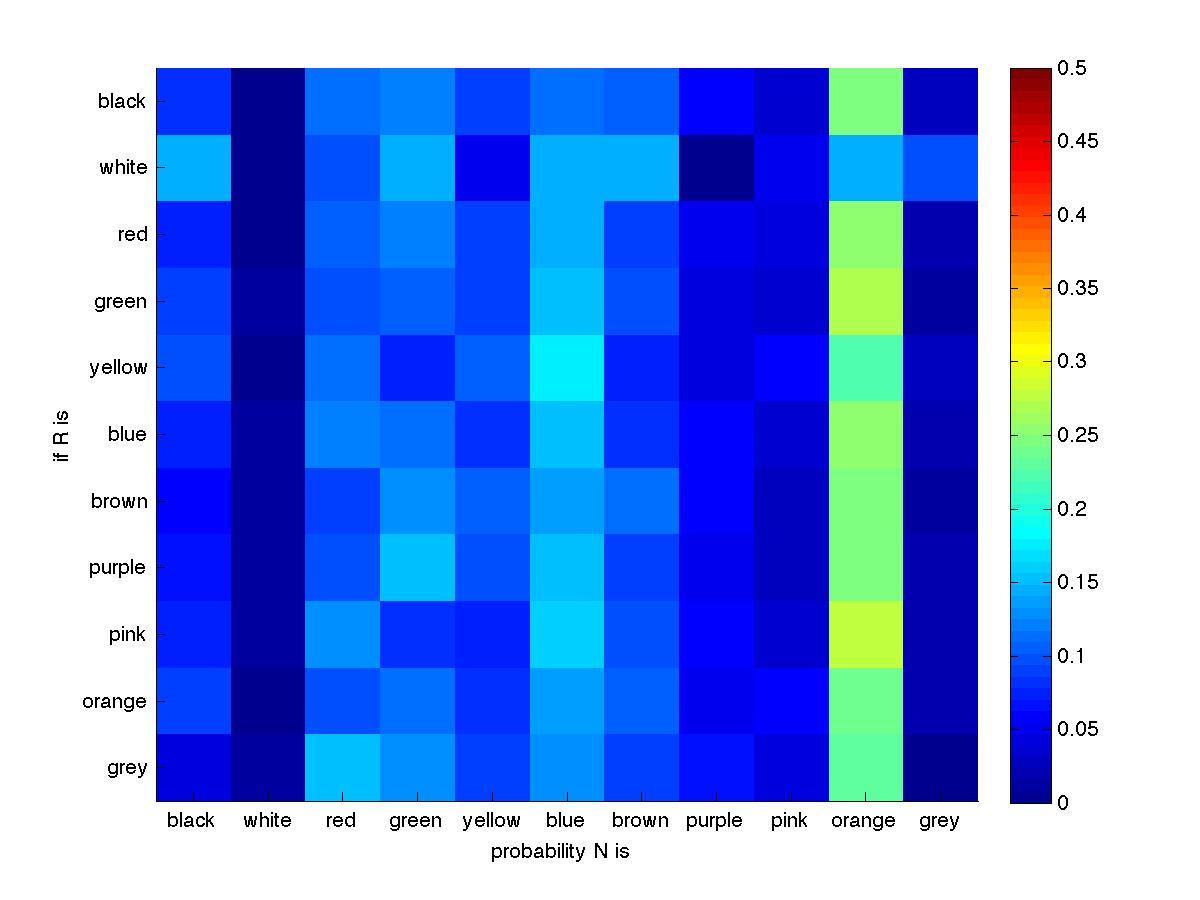 if R is
black
white
red
green
yellow
blue
brown
purple
pink
orange
grey
black white red green yellow blue brown purple pink orange grey
probability N is
0.5
0.45
0.4
0.35
0.3
0.25
0.2
0.15
0.1
0.05
0